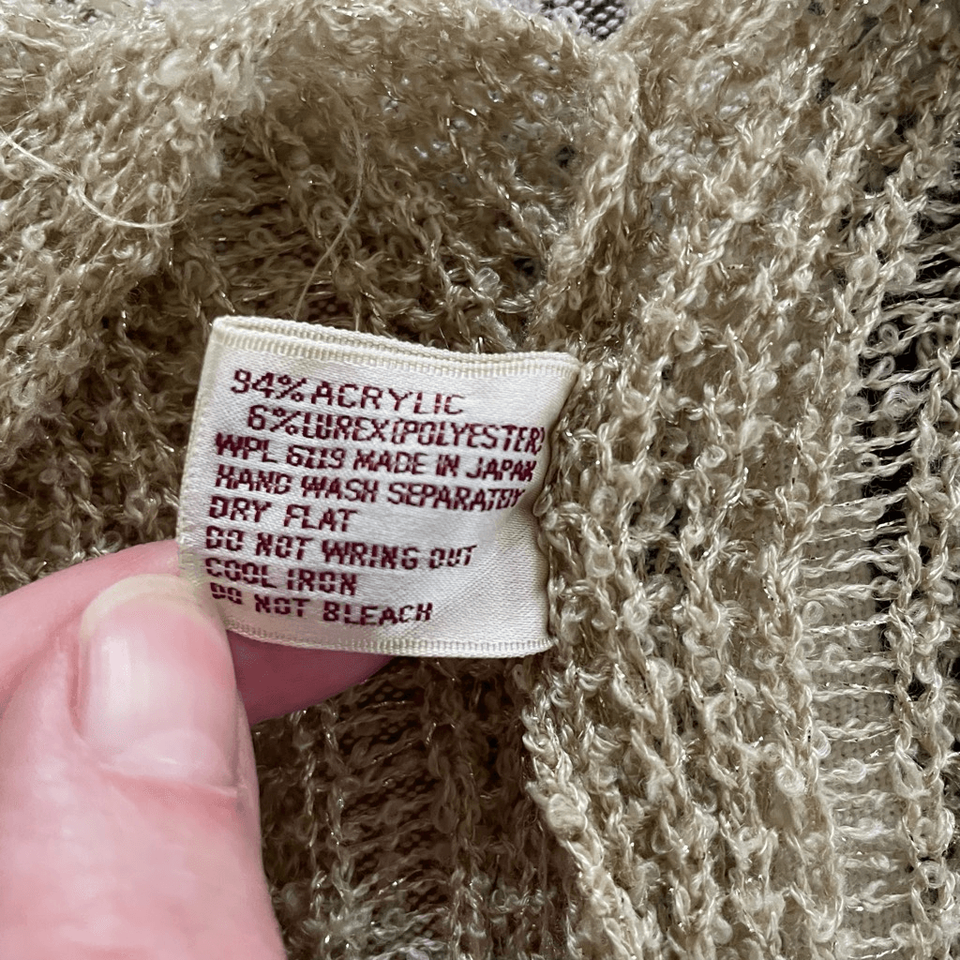 94% ACRYLIC
6% LUREX (POLYESTER)
WPL 6119 MADE IN JAPAN
HAND WASH SEPARATELY
DRY FLAT
DO NOT WRING OUT
COOL IRON
DO NOT BLEACH